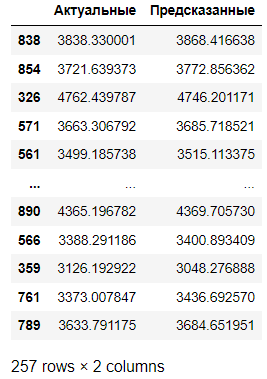 Актуальные Предсказанные
838 3838.330001 3868.416638
854 3721.639373 3772.856362
326 4762.439787 4746.201171
571 3663.306792 3685.718521
561 3499.185738 3515.113375
... ... ...
890 4365.196782 4369.705730
566 3388.291186 3400.893409
359 3126.192922 3048.276888
761 3373.007847 3436.692570
789 3633.791175 3684.651951
257 rows × 2 columns